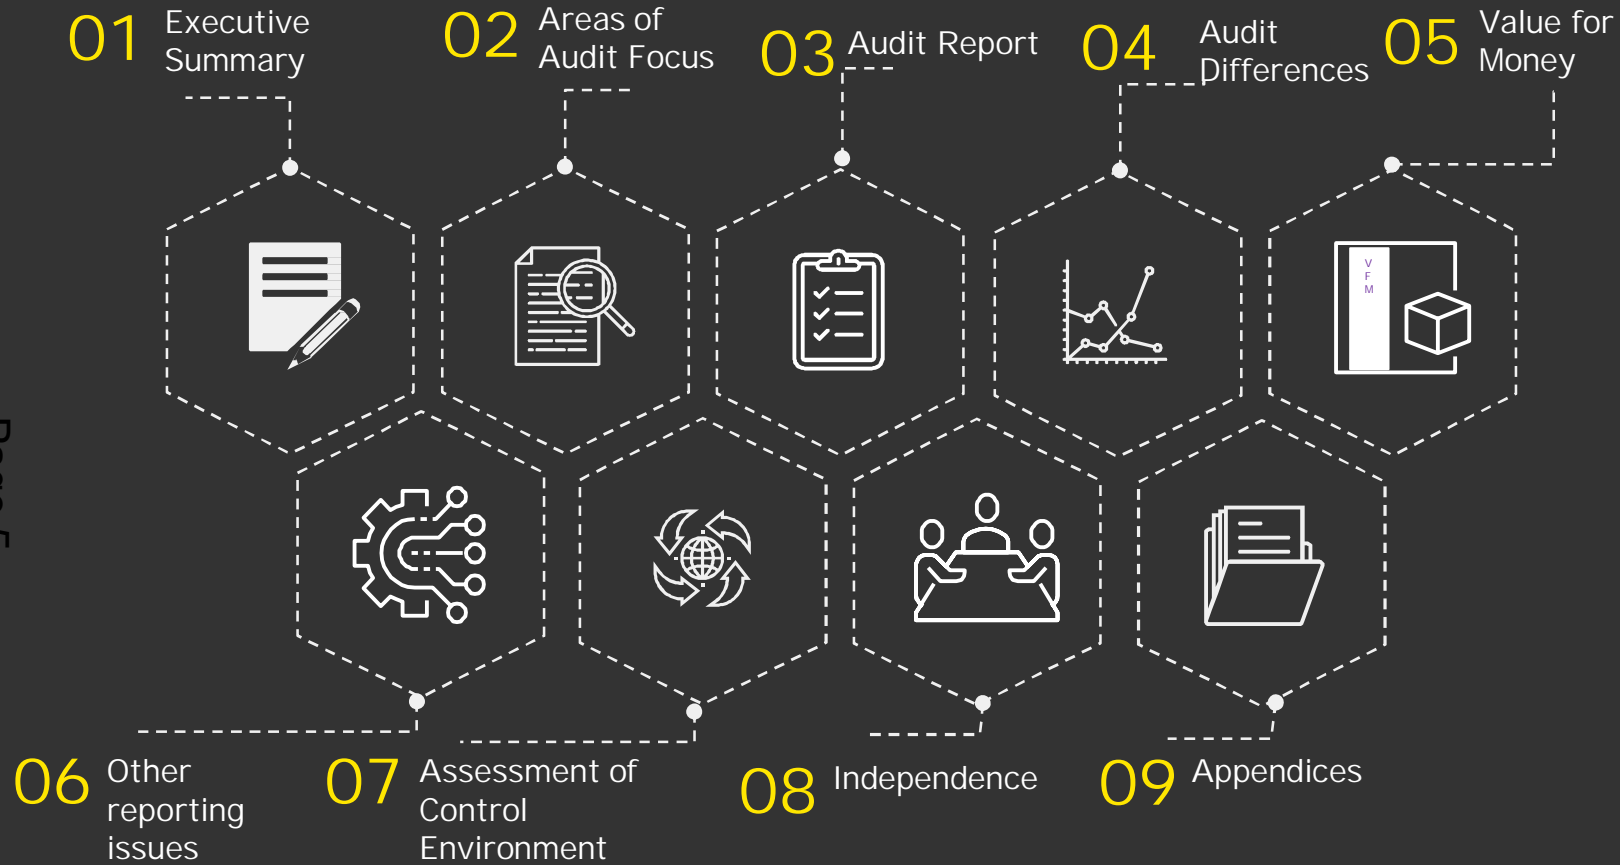 01 Executive
Summary
02 Areas of
Audit Focus
03 Audit Report
04 Audit
Differences
05 Value for
Money
V
F
M
06 Other
reporting
issues
07 Assessment of
Control
Environment
08 Independence
09 Appendices